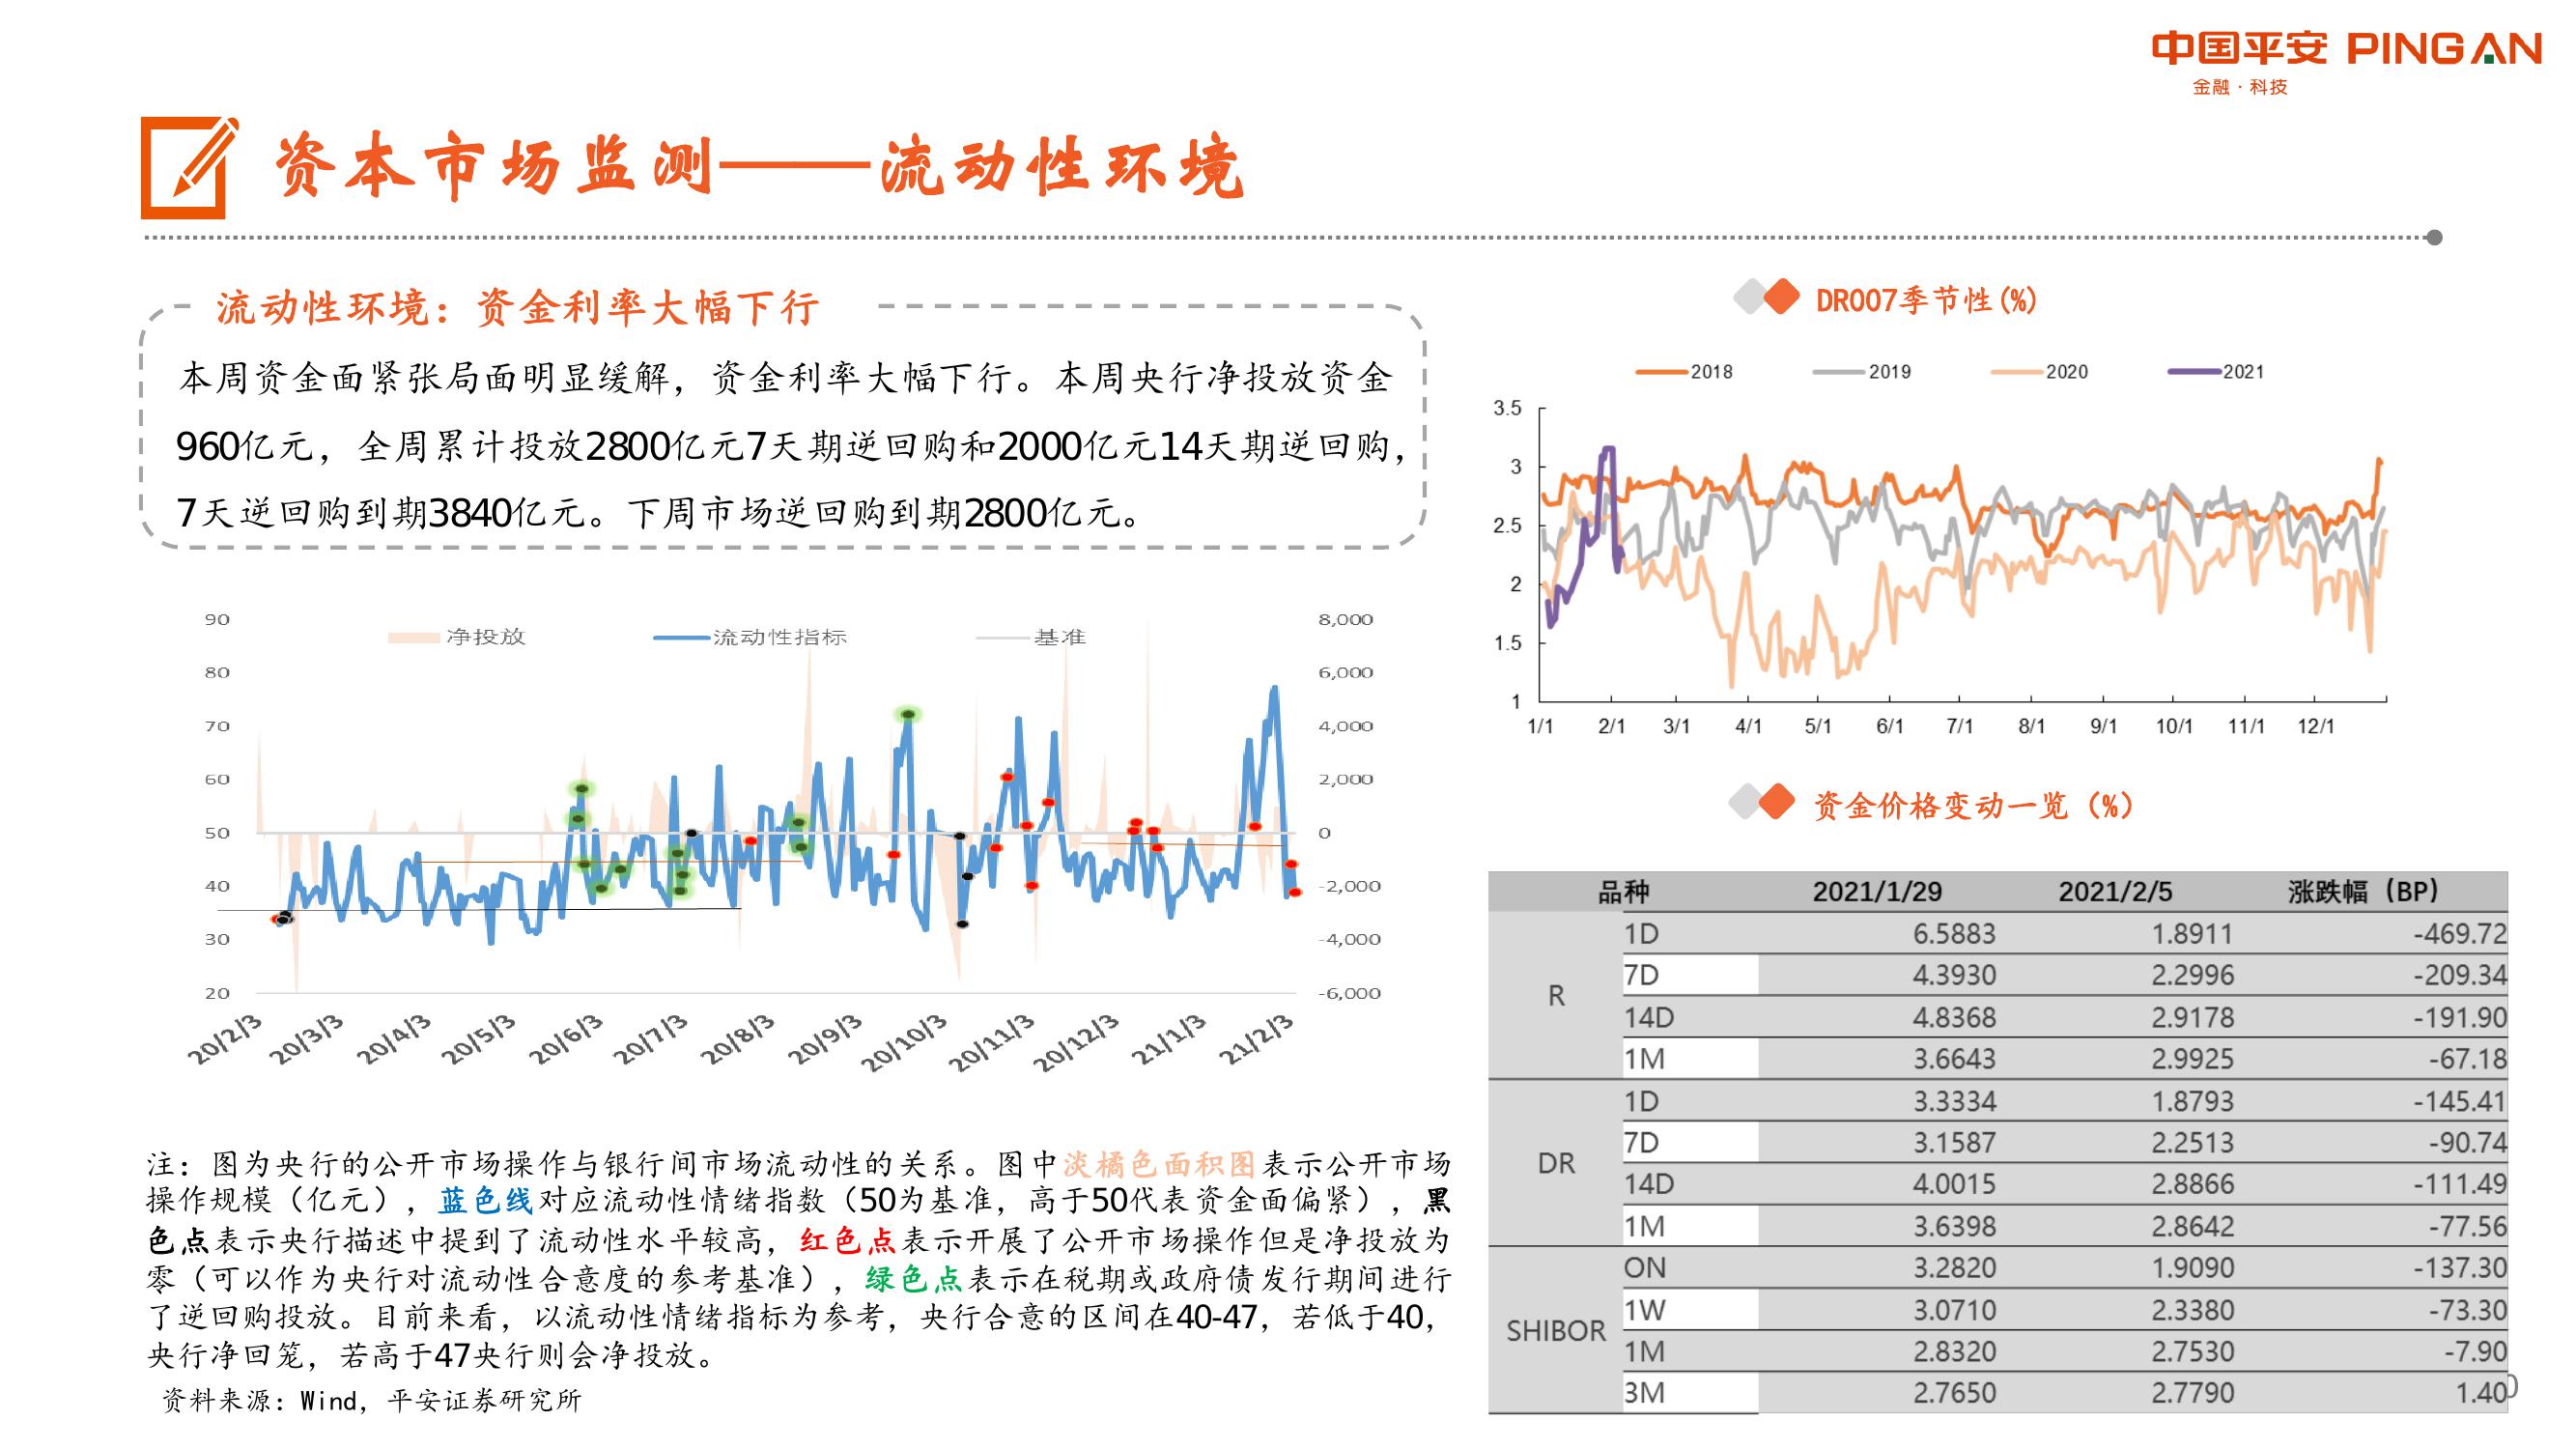 中国平安 PINGAN
金融·科技
资本市场监测——流动性环境
流动性环境：资金利率大幅下行
本周资金面紧张局面明显缓解，资金利率大幅下行。本周央行净投放资金
960亿元，全周累计投放2800亿元7天期逆回购和2000亿元14天期逆回购，
7天逆回购到期3840亿元。下周市场逆回购到期2800亿元。
净投放 流动性指标 基准
90
80
70
60
50
40
30
20
8,000
6,000
4,000
2,000
0
-2,000
-4,000
-6,000
20/2/3 20/3/3 20/4/3 20/5/3 20/6/3 20/7/3 20/8/3 20/9/3 20/10/3 20/11/3 20/12/3 21/1/3 21/2/3
注：图为央行的公开市场操作与银行间市场流动性的关系。图中淡橘色面积图表示公开市场
操作规模（亿元），蓝色线对应流动性情绪指数（50为基准，高于50代表资金面偏紧），黑
色点表示央行描述中提到了流动性水平较高，红色点表示开展了公开市场操作但是净投放为
零（可以作为央行对流动性合意度的参考基准），绿色点表示在税期或政府债发行期间进行
了逆回购投放。目前来看，以流动性情绪指标为参考，央行合意的区间在40-47，若低于40，
央行净回笼，若高于47央行则会净投放。
资料来源：Wind，平安证券研究所
DR007季节性(%)
2018 2019 2020 2021
3.5
3
2.5
2
1.5
1
1/1 2/1 3/1 4/1 5/1 6/1 7/1 8/1 9/1 10/1 11/1 12/1
资金价格变动一览（%）
品种 2021/1/29 2021/2/5 涨跌幅（BP）
R
1D 6.5883 1.8911 -469.72
7D 4.3930 2.2996 -209.34
14D 4.8368 2.9178 -191.90
1M 3.6643 2.9925 -67.18
DR
1D 3.3334 1.8793 -145.41
7D 3.1587 2.2513 -90.74
14D 4.0015 2.8866 -111.49
1M 3.6398 2.8642 -77.56
SHIBOR
ON 3.2820 1.9090 -137.30
1W 3.0710 2.3380 -73.30
1M 2.8320 2.7530 -7.90
3M 2.7650 2.7790 1.40